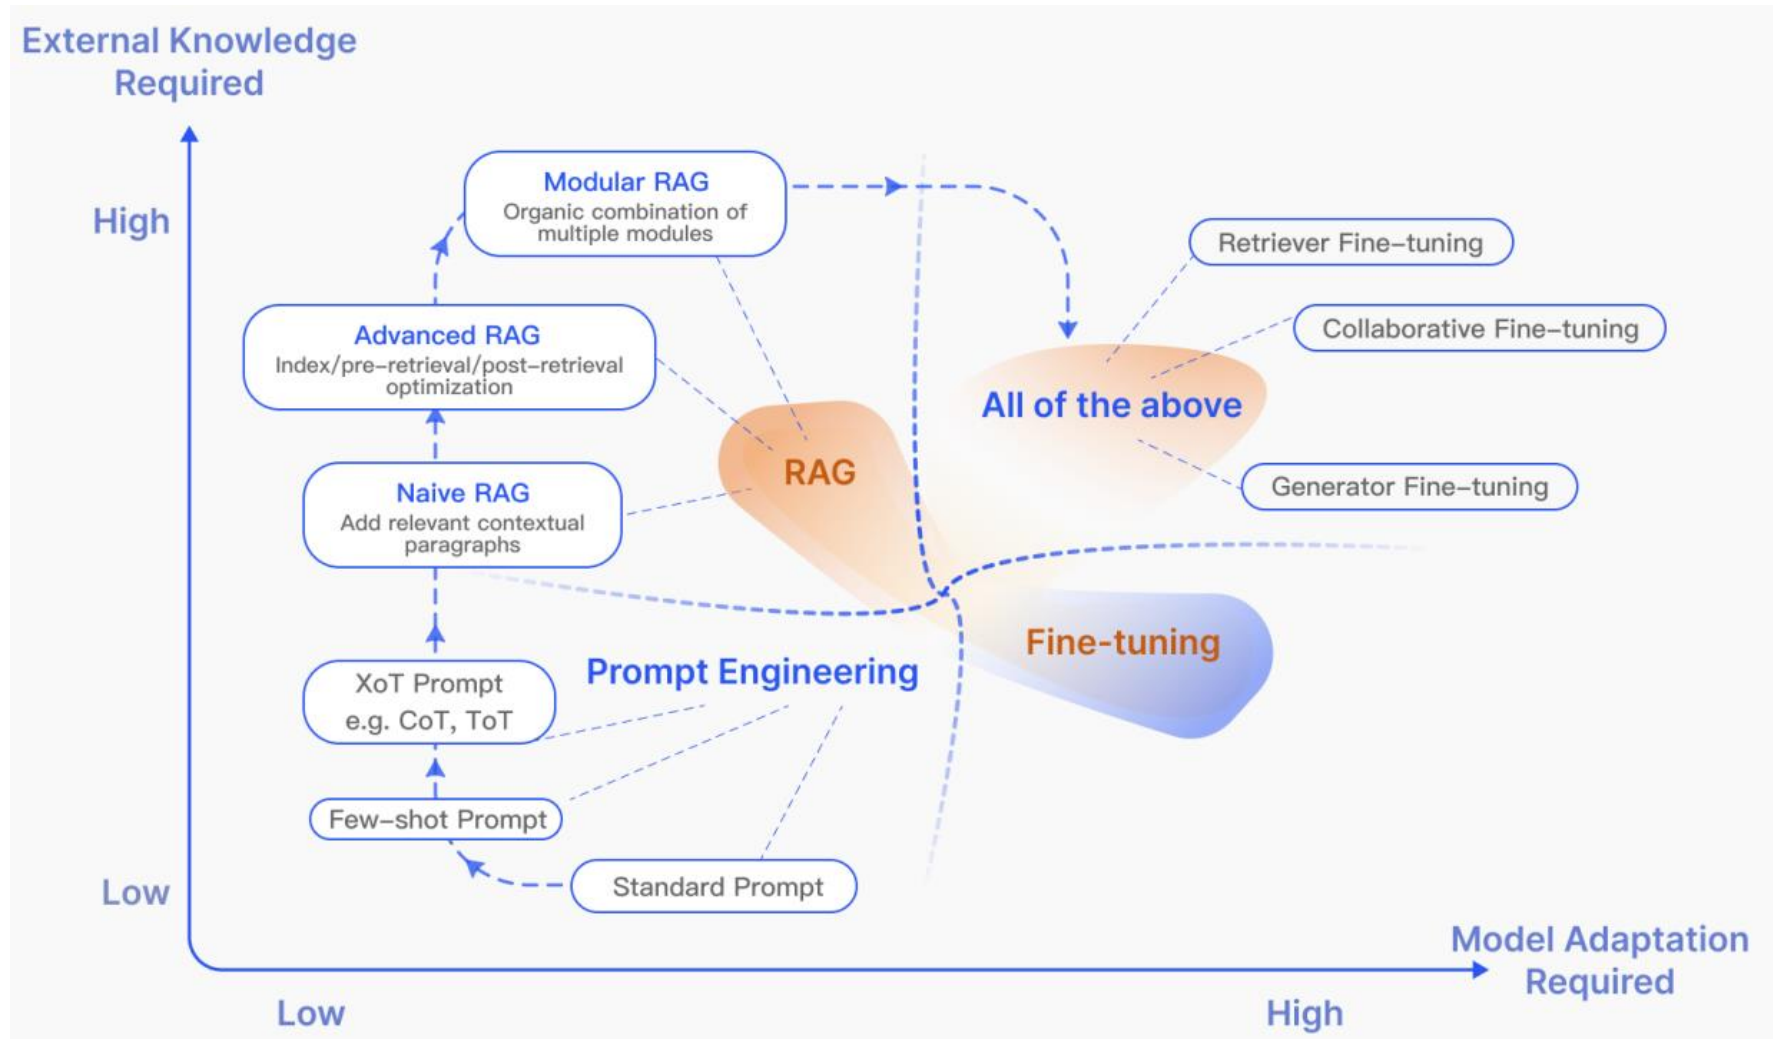 External Knowledge
Required
High
Modular RAG
Organic combination of
multiple modules
Retriever Fine-tuning
Advanced RAG
Index/pre-retrieval/post-retrieval
optimization
Collaborative Fine-tuning
All of the above
RAG
Naive RAG
Add relevant contextual
paragraphs
Generator Fine-tuning
Fine-tuning
Prompt Engineering
XoT Prompt
e.g. CoT, ToT
Few-shot Prompt
Standard Prompt
Low
Model Adaptation
Required
Low
High